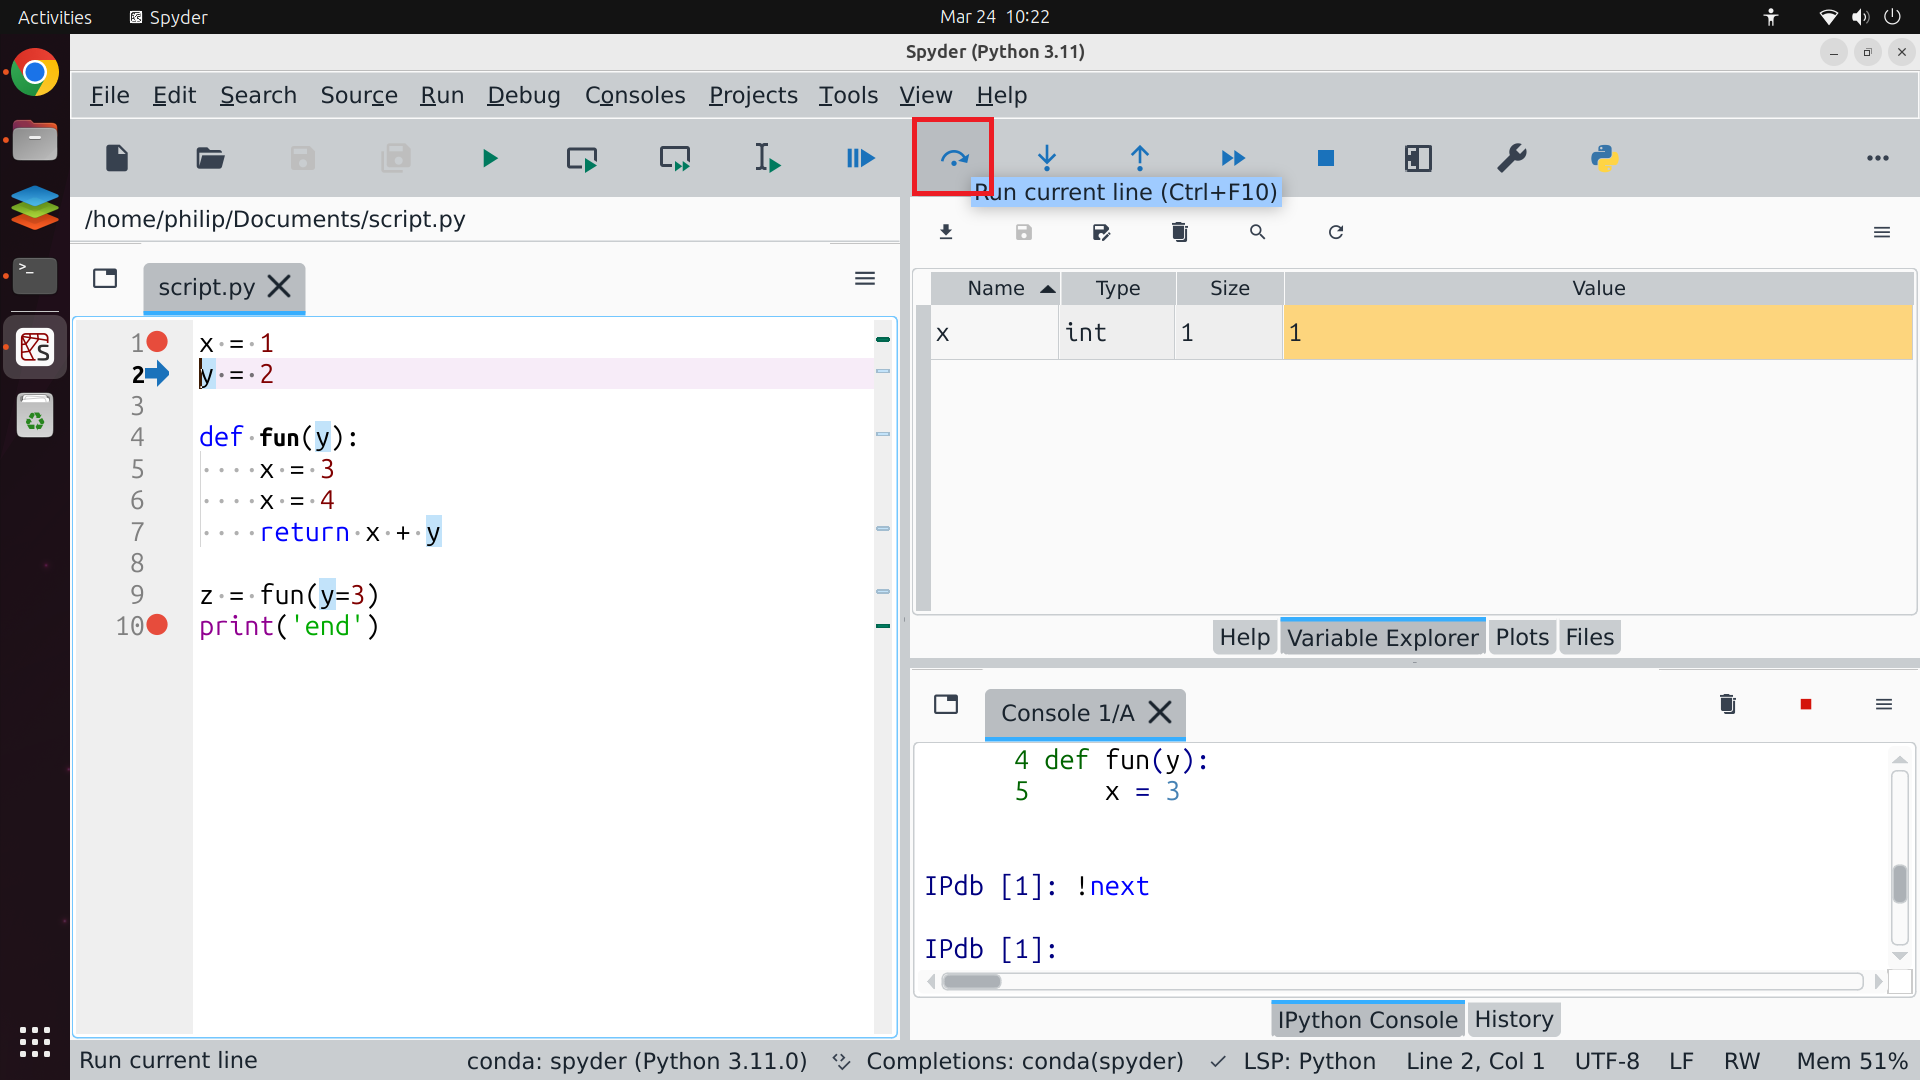 Activities
Spyder
Mar 24 10:22
Spyder (Python 3.11)
File Edit Search Source Run Debug Consoles Projects Tools View Help
Run current line (Ctrl+F10)
/home/philip/Documents/script.py
script.py
1 x = 1
2 y = 2
3
4 def fun(y):
5 x = 3
6 x = 4
7 return x + y
8
9 z = fun(y=3)
10 print('end')
Name Type Size Value
x int 1 1
Help Variable Explorer Plots Files
Console 1/A
4 def fun(y):
5 x = 3
IPdb [1]: !next
IPdb [1]:
IPython Console History
Run current line
conda: spyder (Python 3.11.0) Completions: conda(spyder) LSP: Python Line 2, Col 1 UTF-8 LF RW Mem 51%